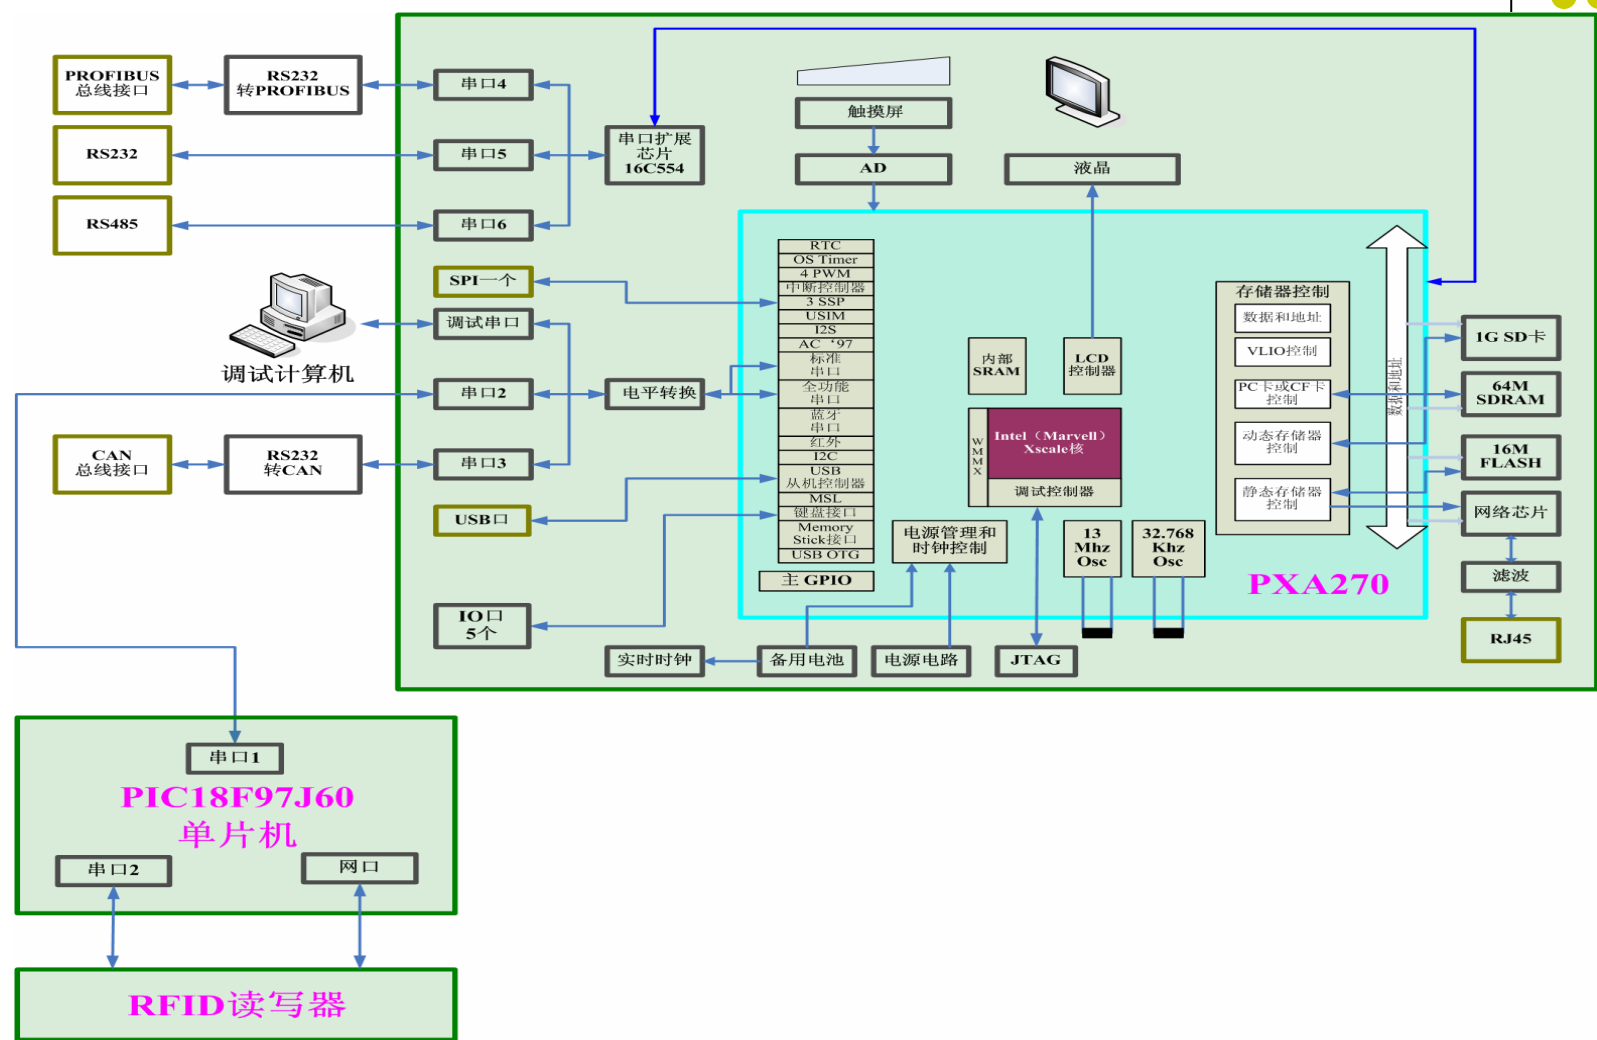 PROFIBUS
总线接口
RS232
转PROFIBUS
串口4
RS232
串口5
RS485
串口6
串口扩展
芯片
16C554
触摸屏
AD
液晶
SPI一个
调试串口
调试计算机
串口2
电平转换
CAN
总线接口
RS232
转CAN
串口3
USB口
IO口
5个
RTC
OS Timer
4 PWM
中断控制器
3 SSP
USIM
I2S
AC‘97
标准
串口
全功能
串口
蓝牙
串口
红外
I2C
USB
从机控制器
MSL
键盘接口
Memory
Stick接口
USB OTG
主 GPIO
内部
SRAM
LCD
控制器
WMMX
Intel（Marvell）
Xscale核
调试控制器
电源管理和
时钟控制
13
Mhz
Osc
32.768
Khz
Osc
PXA270
存储器控制
数据和地址
VLIO控制
PC卡或CF卡
控制
动态存储器
控制
静态存储器
控制
数据和地址
1G SD卡
64M
SDRAM
16M
FLASH
网络芯片
滤波
RJ45
实时时钟
备用电池
电源电路
JTAG
串口1
PIC18F97J60
单片机
串口2
网口
RFID读写器